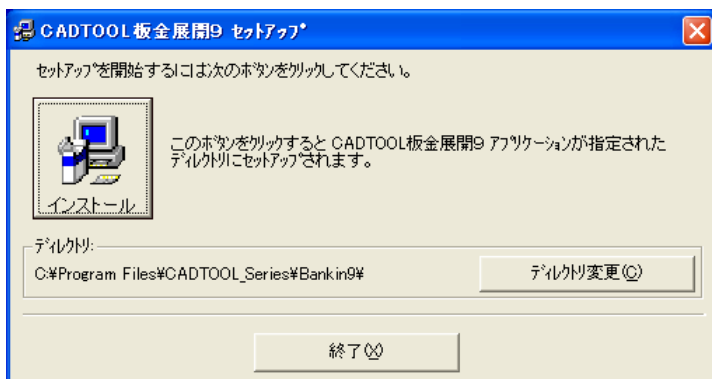 CADTOOL板金展開9 ｾｯﾄｱｯﾌﾟ
ｾｯﾄｱｯﾌﾟを開始するには次のﾎﾞﾀﾝをｸﾘｯｸしてください。
このﾎﾞﾀﾝをｸﾘｯｸすると CADTOOL板金展開9 ｱﾌﾟﾘｹｰｼｮﾝが指定された
ﾃﾞｨﾚｸﾄﾘにｾｯﾄｱｯﾌﾟされます。
インストール
ﾃﾞｨﾚｸﾄﾘ:
C:¥Program Files¥CADTOOL_Series¥Bankin9¥
ﾃﾞｨﾚｸﾄﾘ変更(C)
終了(X)